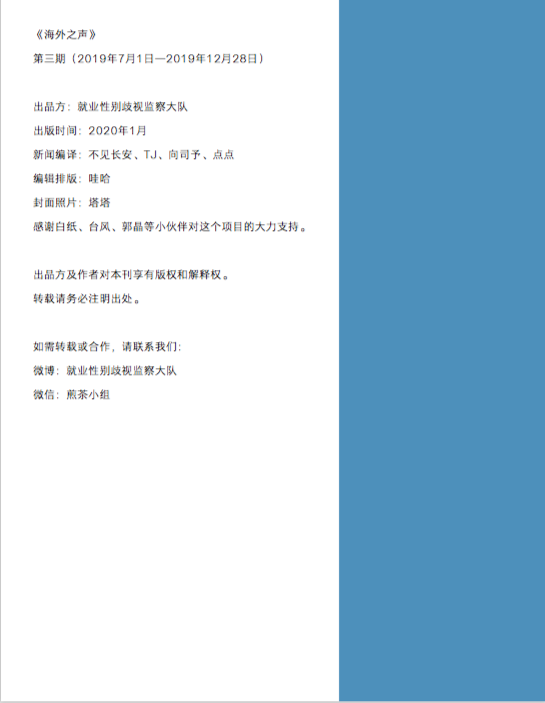 《海外之声》
第三期（2019年7月1日—2019年12月28日）
出品方：就业性别歧视监察大队
出版时间：2020年1月
新闻编译：不见长安、TJ、向司予、点点
编辑排版：哇哈
封面照片：塔塔
感谢白纸、台风、郭晶等小伙伴对这个项目的大力支持。
出品方及作者对本刊享有版权和解释权。
转载请务必注明出处。
如需转载或合作，请联系我们：
微博：就业性别歧视监察大队
微信：煎茶小组